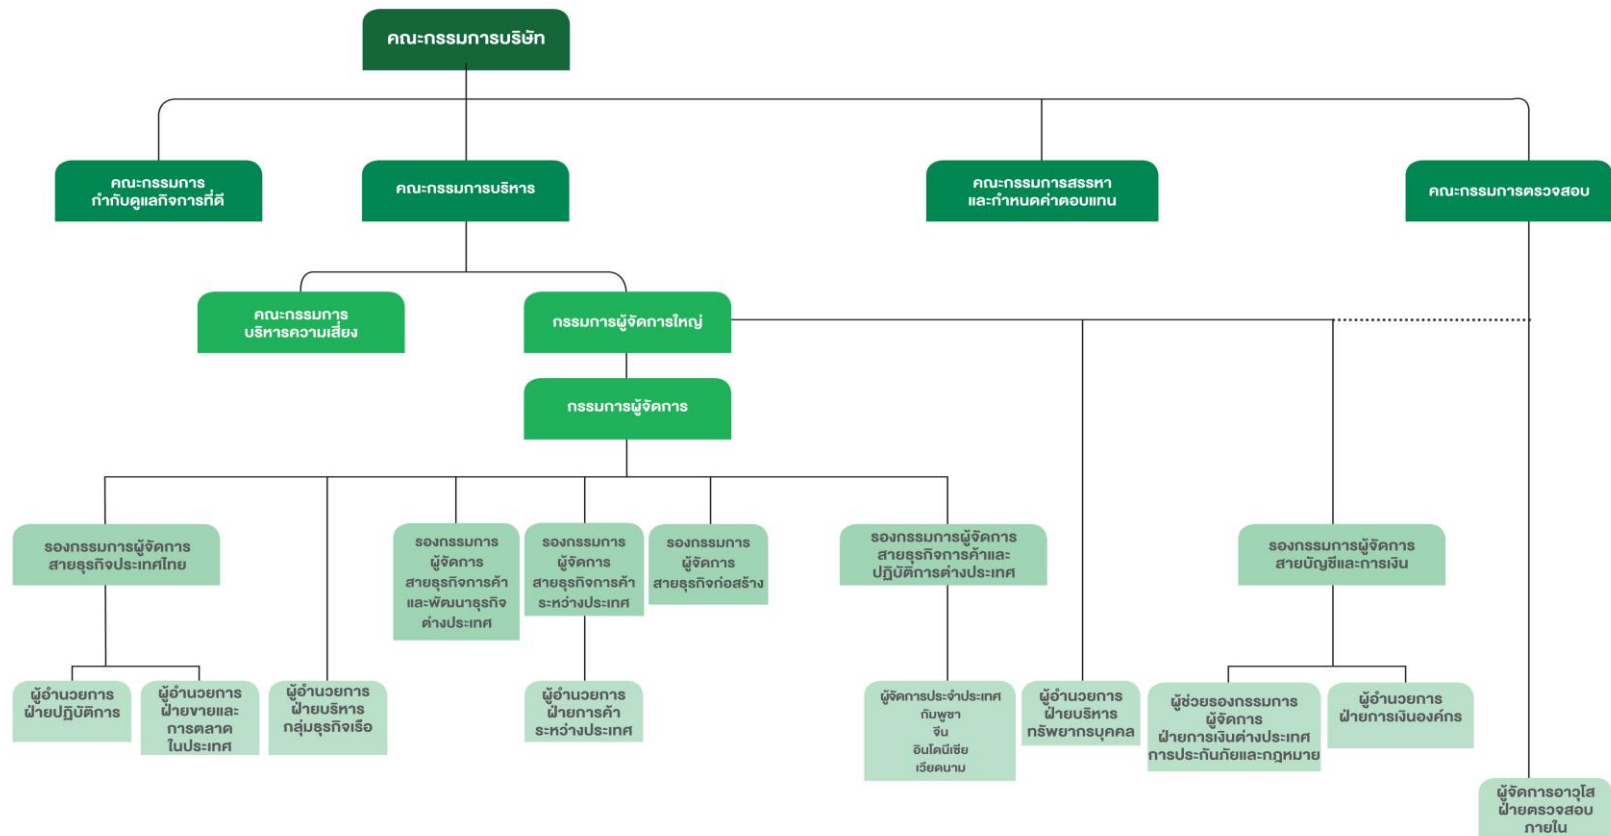 คณะกรรมการบริษัท
คณะกรรมการ
กำกับดูแลกิจการที่ดี
คณะกรรมการบริหาร
คณะกรรมการสรรหา
และกำหนดค่าตอบแทน
คณะกรรมการตรวจสอบ
คณะกรรมการ
บริหารความเสี่ยง
กรรมการผู้จัดการใหญ่
กรรมการผู้จัดการ
รองกรรมการผู้จัดการ
สายธุรกิจประเทศไทย
รองกรรมการ
ผู้จัดการ
สายธุรกิจการค้า
และพัฒนาธุรกิจ
ต่างประเทศ
รองกรรมการ
ผู้จัดการ
สายธุรกิจการค้า
ระหว่างประเทศ
รองกรรมการ
ผู้จัดการ
สายธุรกิจก่อสร้าง
รองกรรมการผู้จัดการ
สายธุรกิจการค้าและ
ปฏิบัติการต่างประเทศ
รองกรรมการผู้จัดการ
สายบัญชีและการเงิน
ผู้อำนวยการ
ฝ่ายปฏิบัติการ
ผู้อำนวยการ
ฝ่ายขายและ
การตลาด
ในประเทศ
ผู้อำนวยการ
ฝ่ายบริหาร
กลุ่มธุรกิจเรือ
ผู้อำนวยการ
ฝ่ายการค้า
ระหว่างประเทศ
ผู้จัดการประจำประเทศ
กัมพูชา
จีน
อินโดนีเซีย
เวียดนาม
ผู้อำนวยการ
ฝ่ายบริหาร
ทรัพยากรบุคคล
ผู้ช่วยรองกรรมการ
ผู้จัดการ
ฝ่ายการเงินต่างประเทศ
การประกันภัยและกฎหมาย
ผู้อำนวยการ
ฝ่ายการเงินองค์กร
ผู้จัดการอาวุโส
ฝ่ายตรวจสอบ
ภายใน